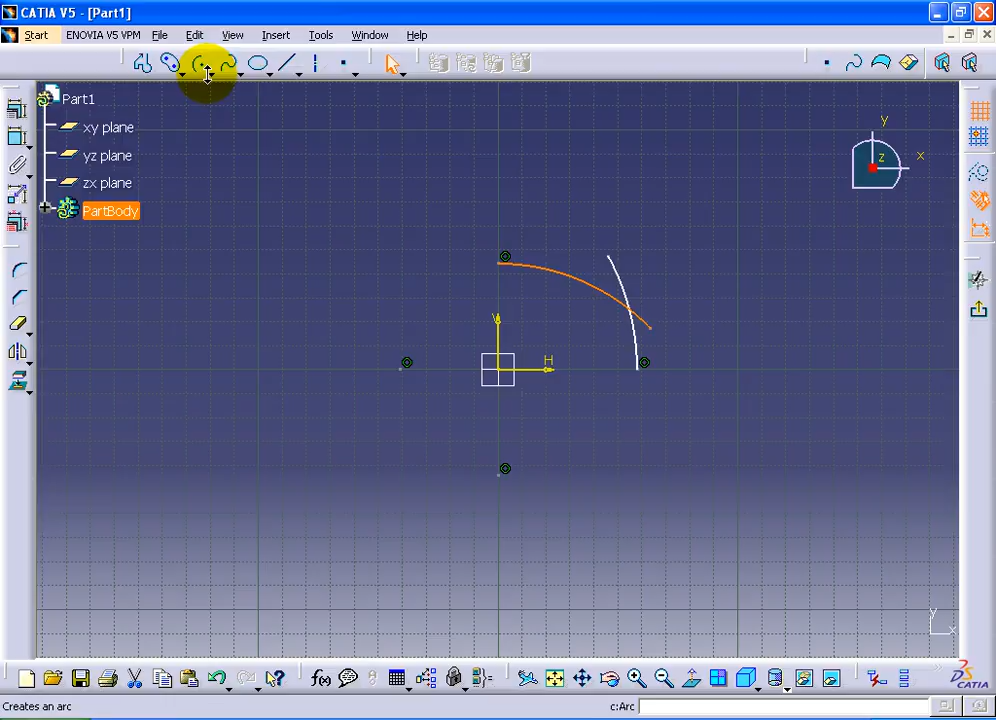 CATIA V5 - [Part1]
Start ENOVIA V5 VPM File Edit View Insert Tools Window Help
Part1
xy plane
yz plane
zx plane
PartBody
y
x
z
V
H
y
x
f(x)
DS
CATIA
Creates an arc
c:Arc